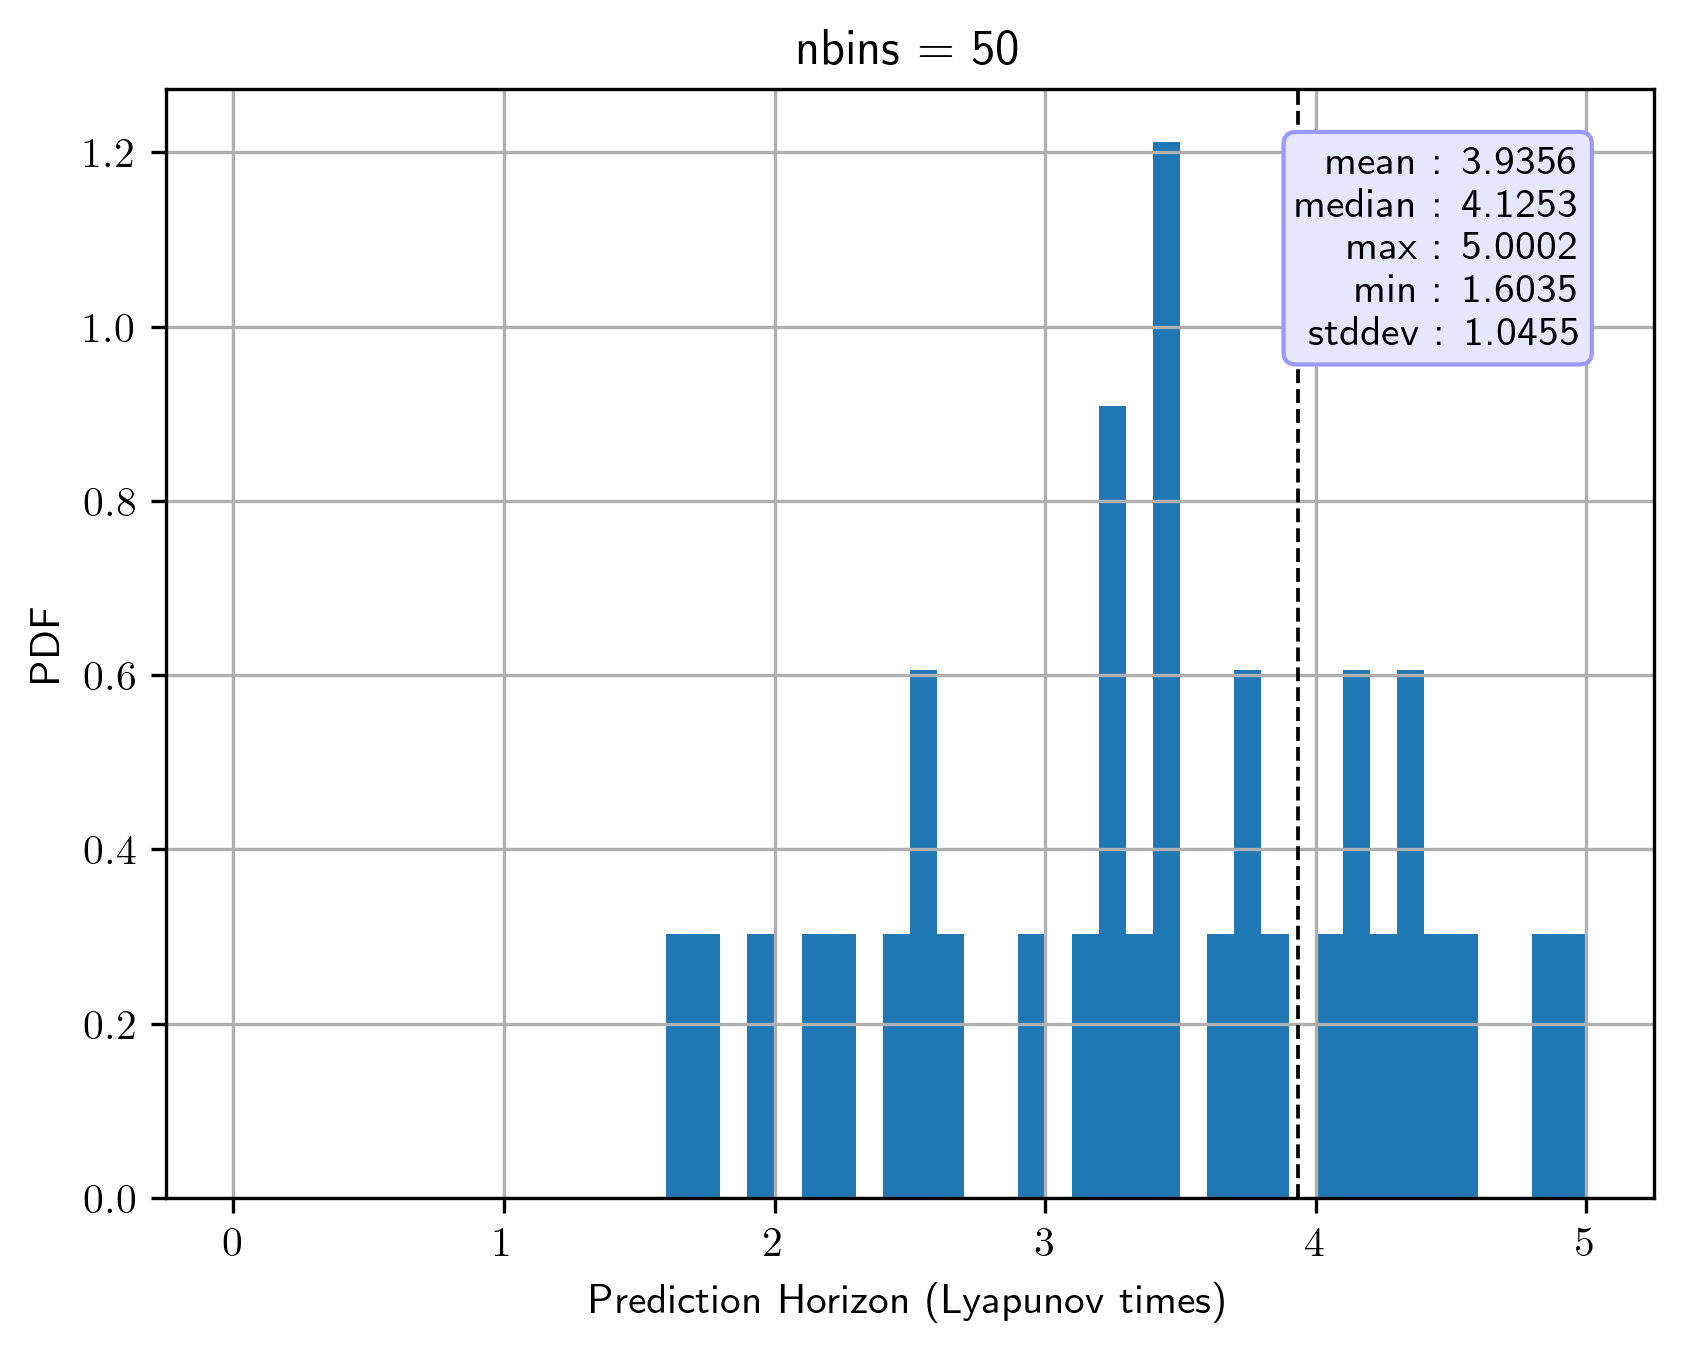 nbins = 50
mean : 3.9356
median : 4.1253
max : 5.0002
min : 1.6035
stddev : 1.0455
PDF
1.2
1.0
0.8
0.6
0.4
0.2
0.0
0 1 2 3 4 5
Prediction Horizon (Lyapunov times)